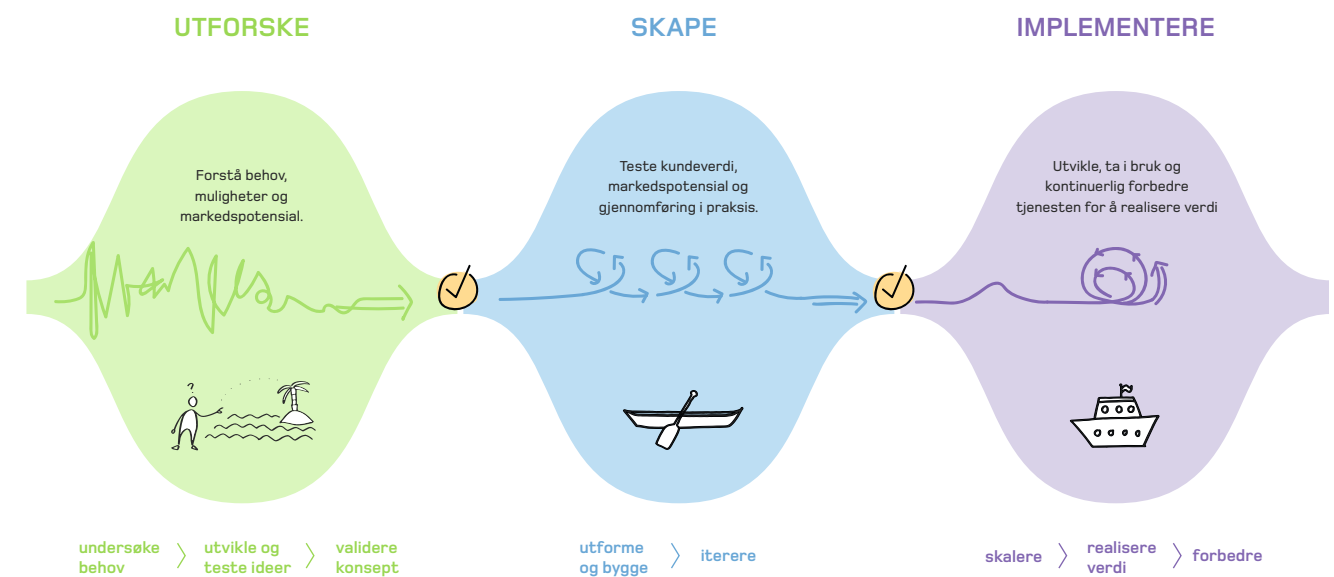 UTFORSKE
SKAPE
IMPLEMENTERE
Forstå behov,
muligheter og
markedspotensial.
Teste kundeverdi,
markedspotensial og
gjennomføring i praksis.
Utvikle, ta i bruk og
kontinuerlig forbedre
tjenesten for å realisere verdi
?
undersøke
behov
utvikle og
teste ideer
validere
konsept
utforme
og bygge
iterere
skalere
realisere
verdi
forbedre